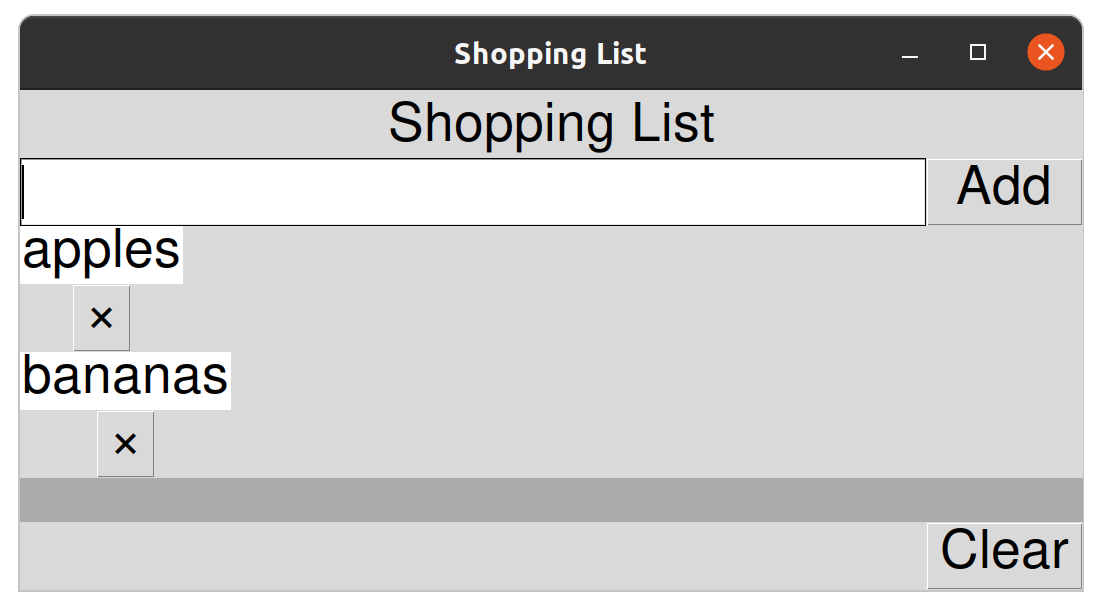 Shopping List
Shopping List
Add
apples
×
bananas
×
Clear